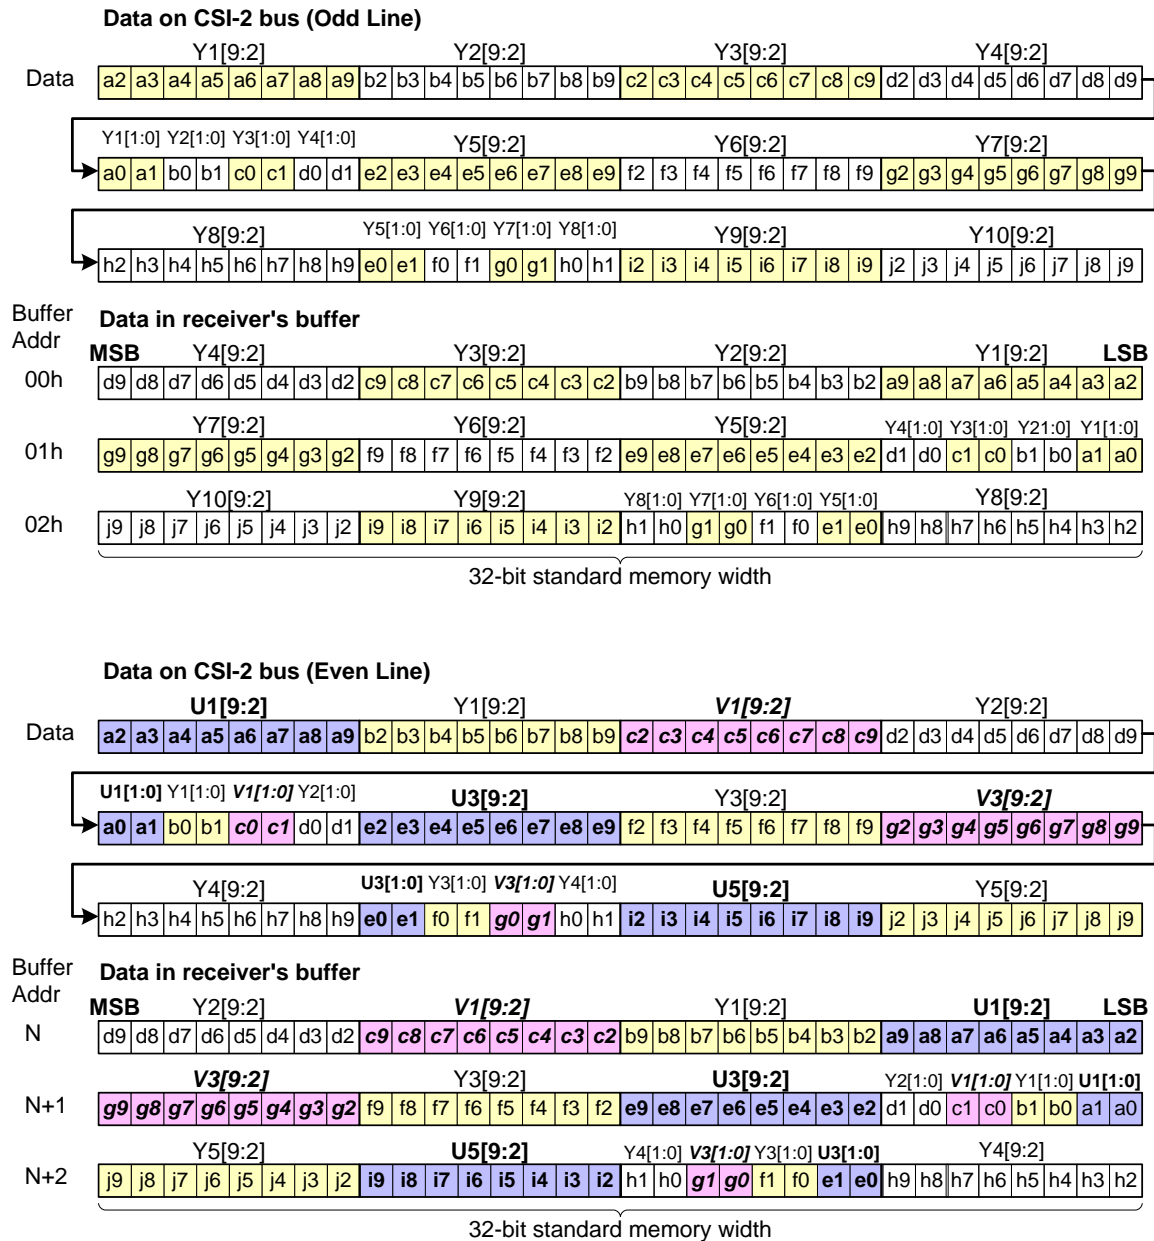 Data on CSI-2 bus (Odd Line)
Y1[9:2] Y2[9:2] Y3[9:2] Y4[9:2]
Data a2 a3 a4 a5 a6 a7 a8 a9 b2 b3 b4 b5 b6 b7 b8 b9 c2 c3 c4 c5 c6 c7 c8 c9 d2 d3 d4 d5 d6 d7 d8 d9
Y1[1:0] Y2[1:0] Y3[1:0] Y4[1:0] Y5[9:2] Y6[9:2] Y7[9:2]
a0 a1 b0 b1 c0 c1 d0 d1 e2 e3 e4 e5 e6 e7 e8 e9 f2 f3 f4 f5 f6 f7 f8 f9 g2 g3 g4 g5 g6 g7 g8 g9
Y8[9:2] Y5[1:0] Y6[1:0] Y7[1:0] Y8[1:0] Y9[9:2] Y10[9:2]
h2 h3 h4 h5 h6 h7 h8 h9 e0 e1 f0 f1 g0 g1 h0 h1 i2 i3 i4 i5 i6 i7 i8 i9 j2 j3 j4 j5 j6 j7 j8 j9
Buffer Addr
Data in receiver's buffer
MSB Y4[9:2] Y3[9:2] Y2[9:2] Y1[9:2] LSB
00h d9 d8 d7 d6 d5 d4 d3 d2 c9 c8 c7 c6 c5 c4 c3 c2 b9 b8 b7 b6 b5 b4 b3 b2 a9 a8 a7 a6 a5 a4 a3 a2
Y7[9:2] Y6[9:2] Y5[9:2] Y4[1:0] Y3[1:0] Y21:0] Y1[1:0]
01h g9 g8 g7 g6 g5 g4 g3 g2 f9 f8 f7 f6 f5 f4 f3 f2 e9 e8 e7 e6 e5 e4 e3 e2 d1 d0 c1 c0 b1 b0 a1 a0
Y10[9:2] Y9[9:2] Y8[1:0] Y7[1:0] Y6[1:0] Y5[1:0] Y8[9:2]
02h j9 j8 j7 j6 j5 j4 j3 j2 i9 i8 i7 i6 i5 i4 i3 i2 h1 h0 g1 g0 f1 f0 e1 e0 h9 h8 h7 h6 h5 h4 h3 h2
32-bit standard memory width
Data on CSI-2 bus (Even Line)
U1[9:2] Y1[9:2] V1[9:2] Y2[9:2]
Data a2 a3 a4 a5 a6 a7 a8 a9 b2 b3 b4 b5 b6 b7 b8 b9 c2 c3 c4 c5 c6 c7 c8 c9 d2 d3 d4 d5 d6 d7 d8 d9
U1[1:0] Y1[1:0] V1[1:0] Y2[1:0] U3[9:2] Y3[9:2] V3[9:2]
a0 a1 b0 b1 c0 c1 d0 d1 e2 e3 e4 e5 e6 e7 e8 e9 f2 f3 f4 f5 f6 f7 f8 f9 g2 g3 g4 g5 g6 g7 g8 g9
Y4[9:2] U3[1:0] Y3[1:0] V3[1:0] Y4[1:0] U5[9:2] Y5[9:2]
h2 h3 h4 h5 h6 h7 h8 h9 e0 e1 f0 f1 g0 g1 h0 h1 i2 i3 i4 i5 i6 i7 i8 i9 j2 j3 j4 j5 j6 j7 j8 j9
Buffer Addr
Data in receiver's buffer
MSB Y2[9:2] V1[9:2] Y1[9:2] U1[9:2] LSB
N d9 d8 d7 d6 d5 d4 d3 d2 c9 c8 c7 c6 c5 c4 c3 c2 b9 b8 b7 b6 b5 b4 b3 b2 a9 a8 a7 a6 a5 a4 a3 a2
V3[9:2] Y3[9:2] U3[9:2] Y2[1:0] V1[1:0] Y1[1:0] U1[1:0]
N+1 g9 g8 g7 g6 g5 g4 g3 g2 f9 f8 f7 f6 f5 f4 f3 f2 e9 e8 e7 e6 e5 e4 e3 e2 d1 d0 c1 c0 b1 b0 a1 a0
Y5[9:2] U5[9:2] Y4[1:0] V3[1:0] Y3[1:0] U3[1:0] Y4[9:2]
N+2 j9 j8 j7 j6 j5 j4 j3 j2 i9 i8 i7 i6 i5 i4 i3 i2 h1 h0 g1 g0 f1 f0 e1 e0 h9 h8 h7 h6 h5 h4 h3 h2
32-bit standard memory width